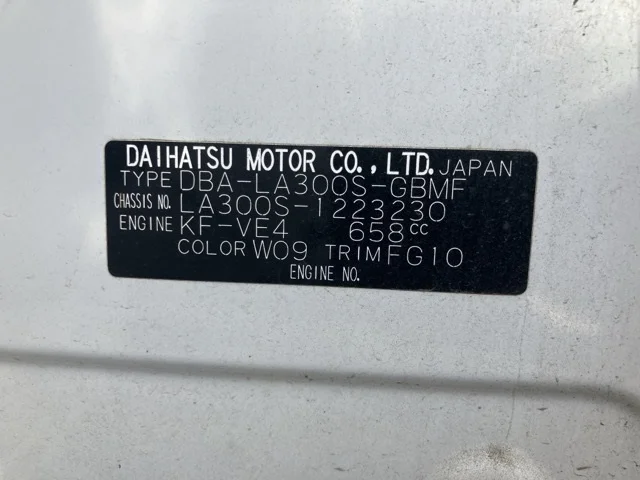 DAIHATSU MOTOR CO., LTD. JAPAN
TYPE DBA-LA300S-GBMF
CHASSIS NO. LA300S-1223230
ENGINE KF-VE4 658cc
COLOR W09 TRIM FG10
ENGINE NO.